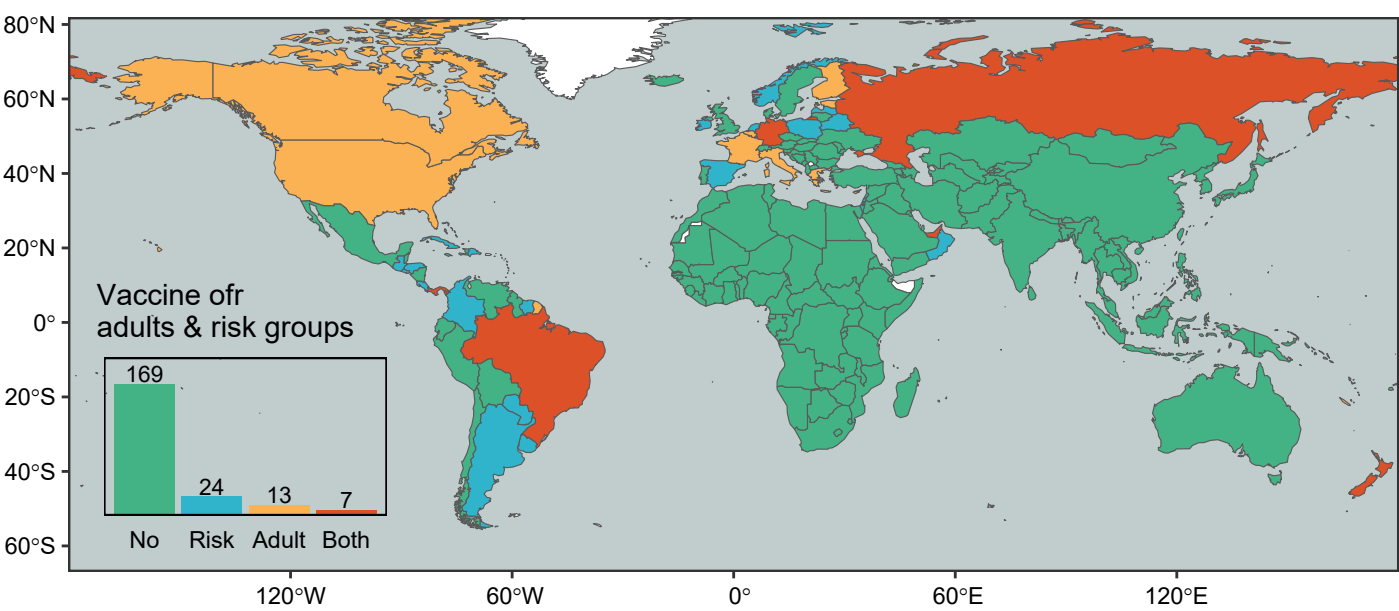 80°N
60°N
40°N
20°N
0°
20°S
40°S
60°S
Vaccine ofr
adults & risk groups
169
24
13
7
No Risk Adult Both
120°W 60°W 0° 60°E 120°E